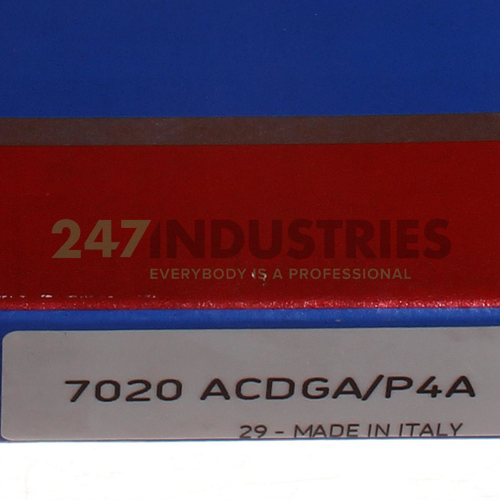 247INDUSTRIES
EVERYBODY IS A PROFESSIONAL
7020 ACDGA/P4A
29 - MADE IN ITALY